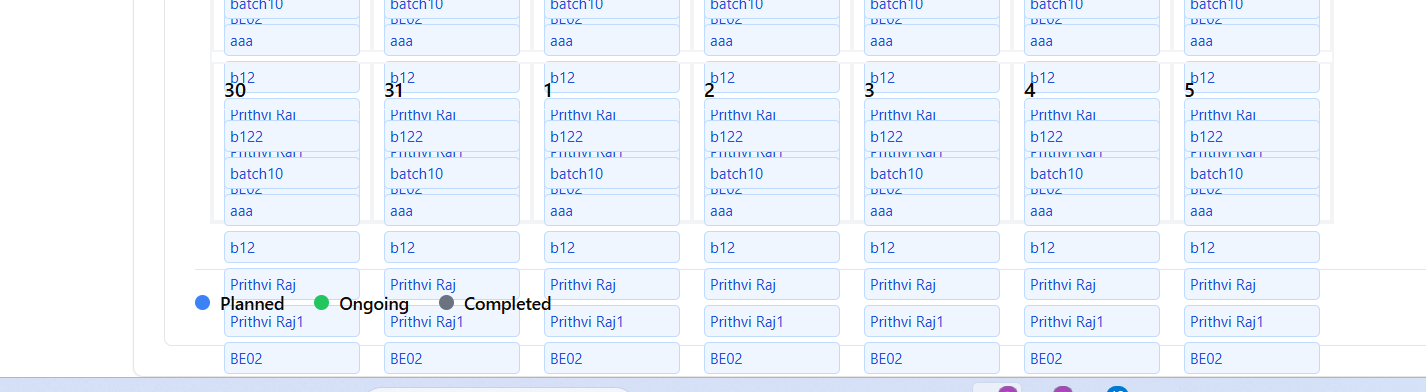 batch10 batch10 batch10 batch10 batch10 batch10 batch10
BE02 BE02 BE02 BE02 BE02 BE02 BE02
aaa aaa aaa aaa aaa aaa aaa
b12 b12 b12 b12 b12 b12 b12
30 31 1 2 3 4 5
Prithvi Raj Prithvi Raj Prithvi Raj Prithvi Raj Prithvi Raj Prithvi Raj Prithvi Raj
b122 b122 b122 b122 b122 b122 b122
Prithvi Raj1 Prithvi Raj1 Prithvi Raj1 Prithvi Raj1 Prithvi Raj1 Prithvi Raj1 Prithvi Raj1
batch10 batch10 batch10 batch10 batch10 batch10 batch10
BE02 BE02 BE02 BE02 BE02 BE02 BE02
aaa aaa aaa aaa aaa aaa aaa
b12 b12 b12 b12 b12 b12 b12
Prithvi Raj Prithvi Raj Prithvi Raj Prithvi Raj Prithvi Raj Prithvi Raj Prithvi Raj
Planned Ongoing Completed
Prithvi Raj1 Prithvi Raj1 Prithvi Raj1 Prithvi Raj1 Prithvi Raj1 Prithvi Raj1 Prithvi Raj1
BE02 BE02 BE02 BE02 BE02 BE02 BE02